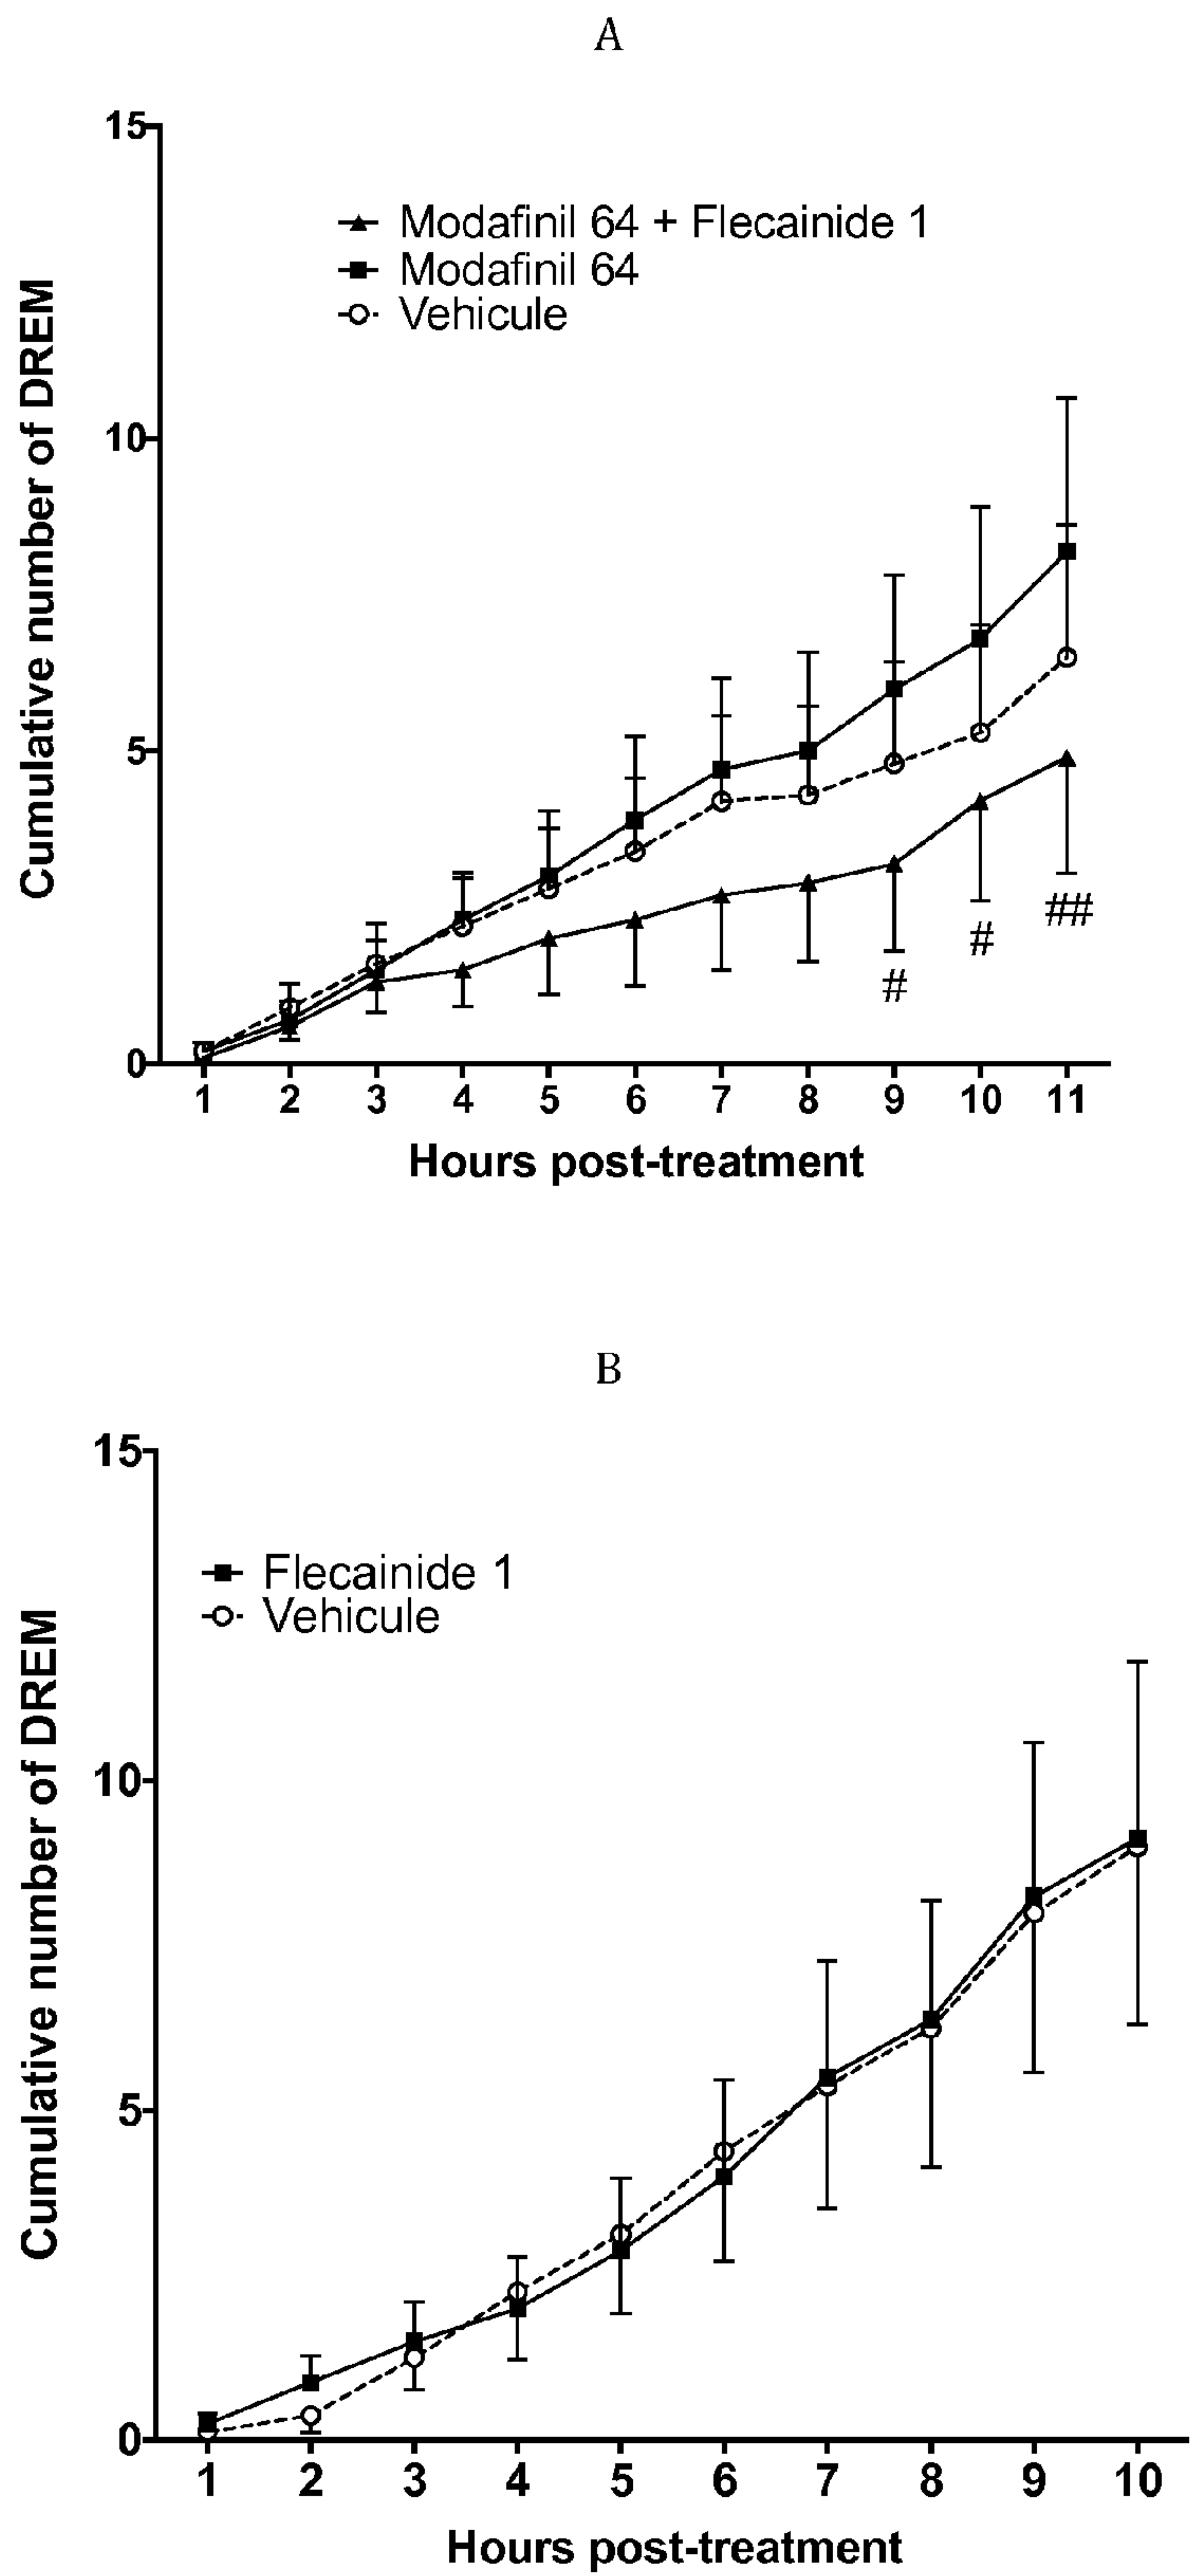 A
15
Modafinil 64 + Flecainide 1
Modafinil 64
Vehicule
10
5
0
Cumulative number of DREM
#
#
##
1 2 3 4 5 6 7 8 9 10 11
Hours post-treatment
B
15
Flecainide 1
Vehicule
10
5
0
Cumulative number of DREM
1 2 3 4 5 6 7 8 9 10
Hours post-treatment